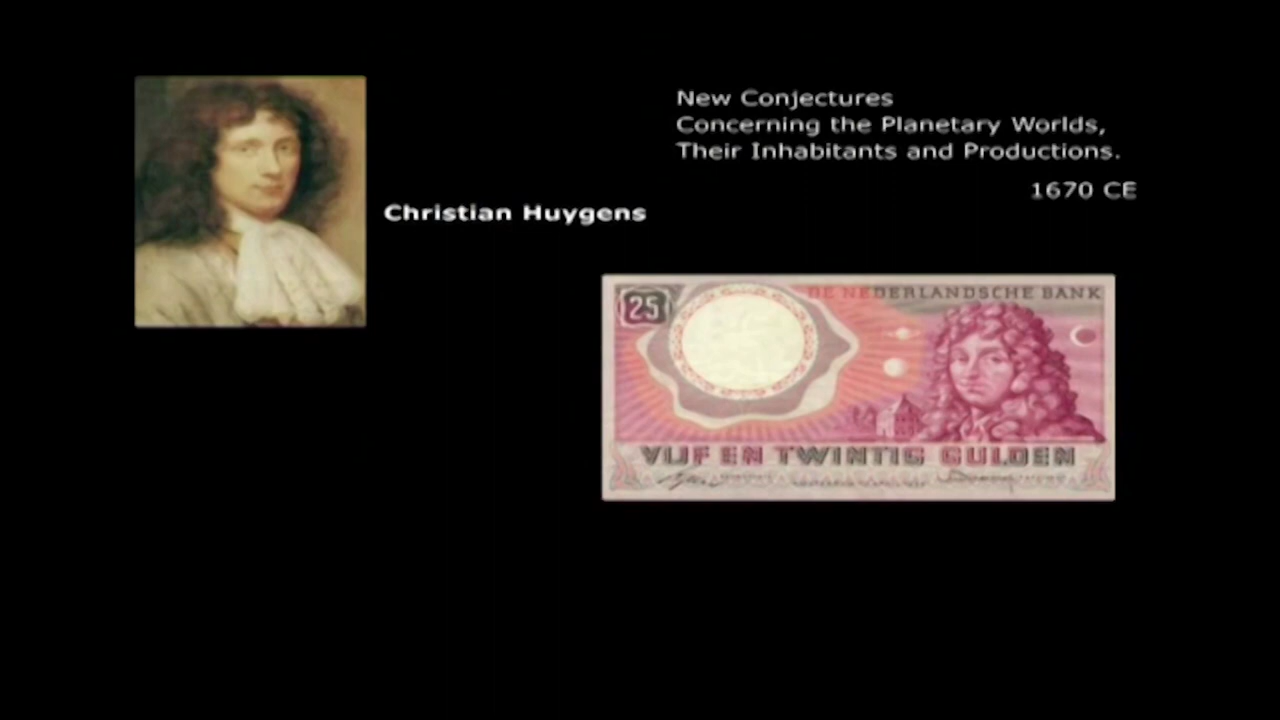 New Conjectures
Concerning the Planetary Worlds,
Their Inhabitants and Productions.
1670 CE
Christian Huygens
25
DE NEDERLANDSCHE BANK
VIJF EN TWINTIG GULDEN